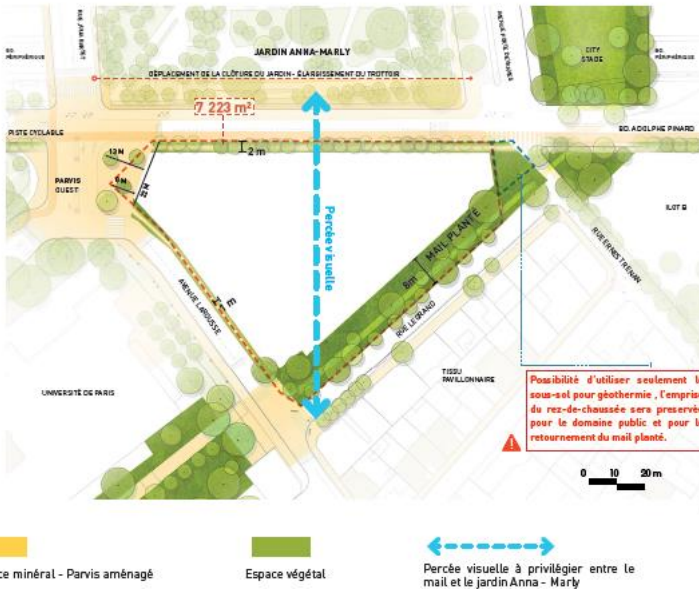 JARDIN ANNA-MARLY
CITY
STADE
BD.
PÉRIPHÉRIQUE
BD.
PÉRIPHÉRIQUE
DÉPLACEMENT DE LA CLÔTURE DU JARDIN - ÉLARGISSEMENT DU TROTTOIR
7 223 m²
PISTE CYCLABLE
BD. ADOLPHE PINARD
2 m
13 M
PARVIS
OUEST
22 M
Percée visuelle
MAIL PLANTÉ
8m
ILOT B
RUE ERNEST RENAN
AVENUE LAROUSSE
RUE LEGRAND
TISSU
PAVILLONNAIRE
UNIVERSITÉ DE PARIS
Possibilité d'utiliser seulement l
sous-sol pour géothermie , l'empris
du rez-de-chaussée sera preservé
pour le domaine public et pour l
retournement du mail planté.
0 10 20m
ce minéral - Parvis aménagé
Espace végétal
Percée visuelle à privilégier entre le
mail et le jardin Anna - Marly